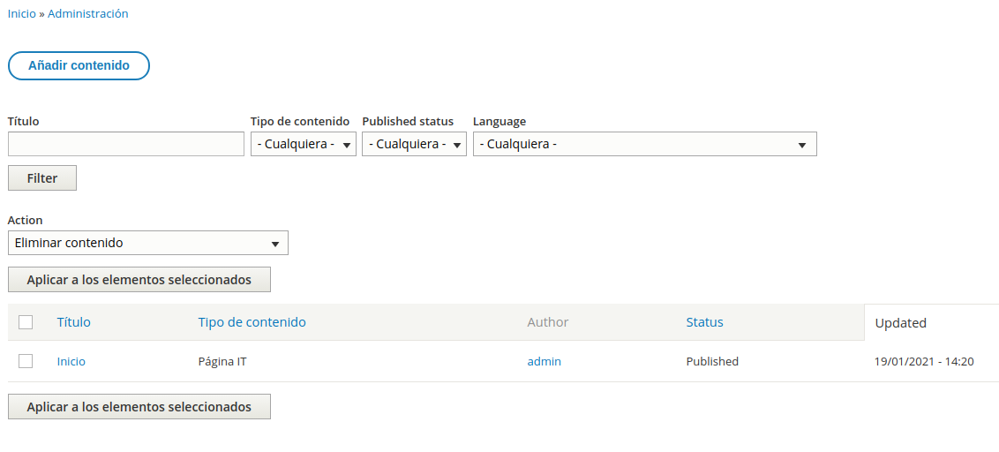 Inicio » Administración
Añadir contenido
Título Tipo de contenido Published status Language
- Cualquiera - - Cualquiera - - Cualquiera -
Filter
Action
Eliminar contenido
Aplicar a los elementos seleccionados
Título Tipo de contenido Author Status Updated
Inicio Página IT admin Published 19/01/2021 - 14:20
Aplicar a los elementos seleccionados